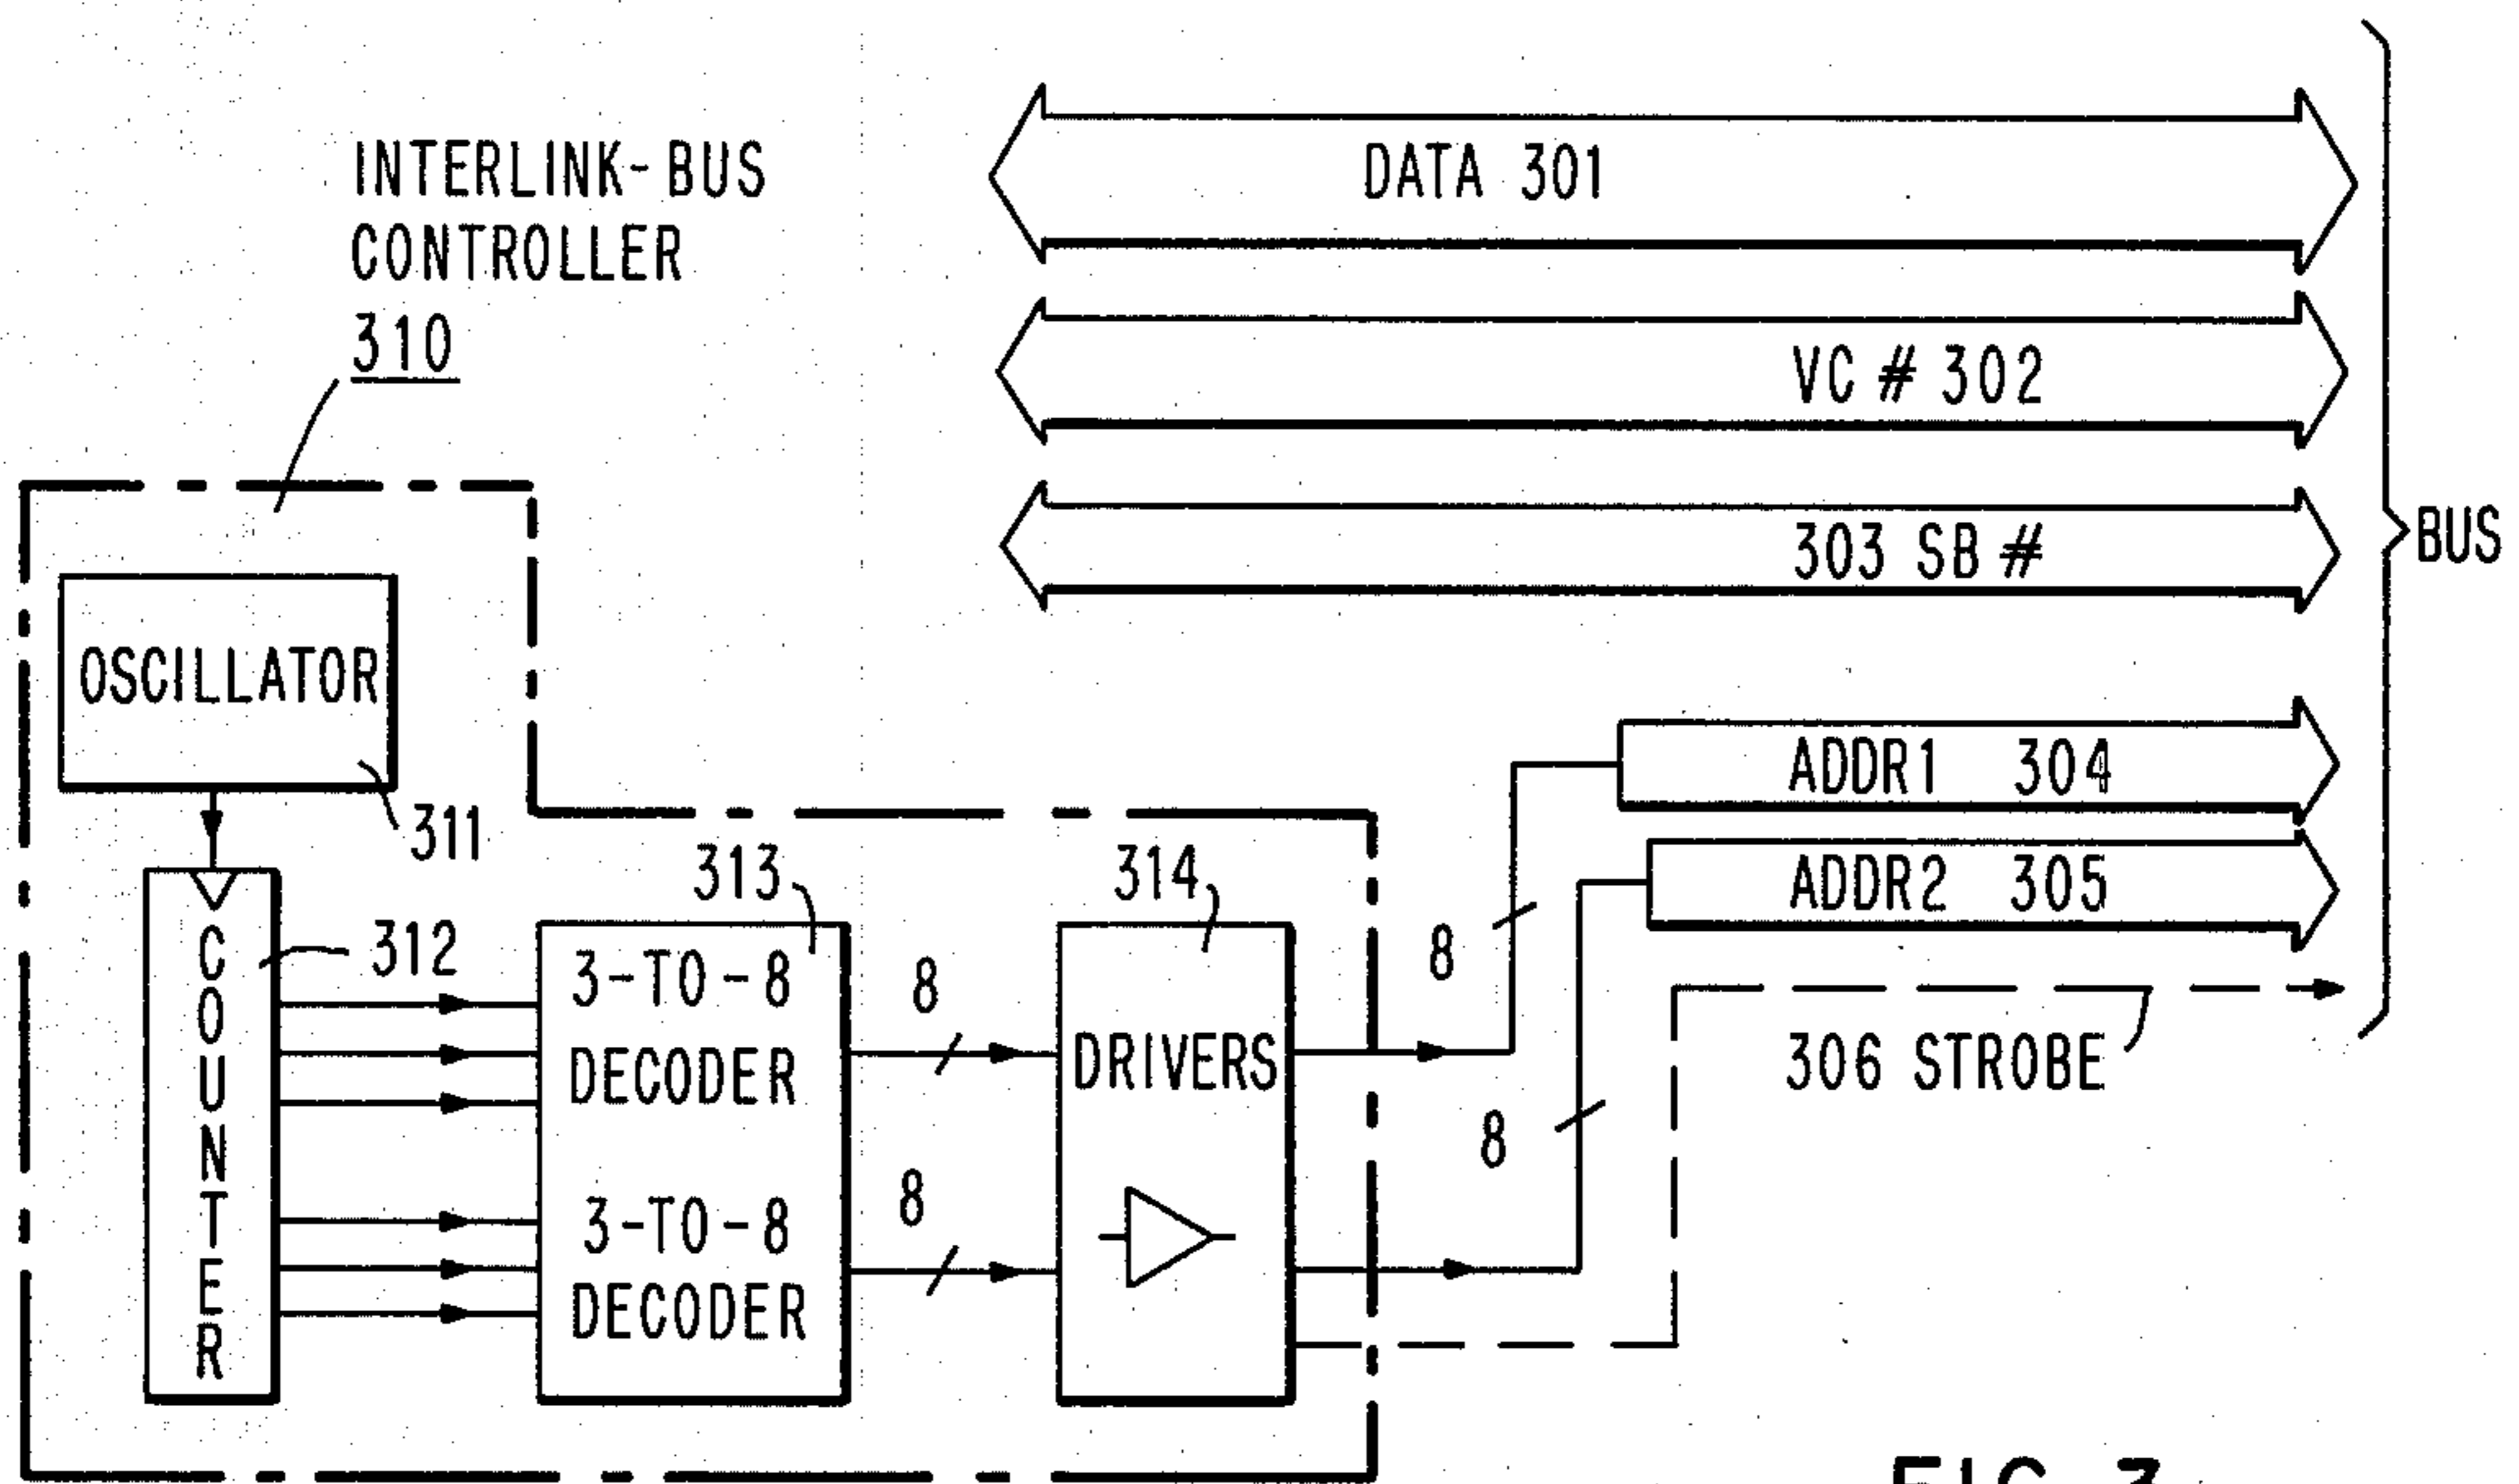 INTERLINK-BUS
CONTROLLER
310
DATA 301
VC # 302
303 SB #
BUS
OSCILLATOR
311
ADDR1 304
ADDR2 305
306 STROBE
COUNTER
312
313
3-TO-8
DECODER
3-TO-8
DECODER
8
8
314
DRIVERS
8
8